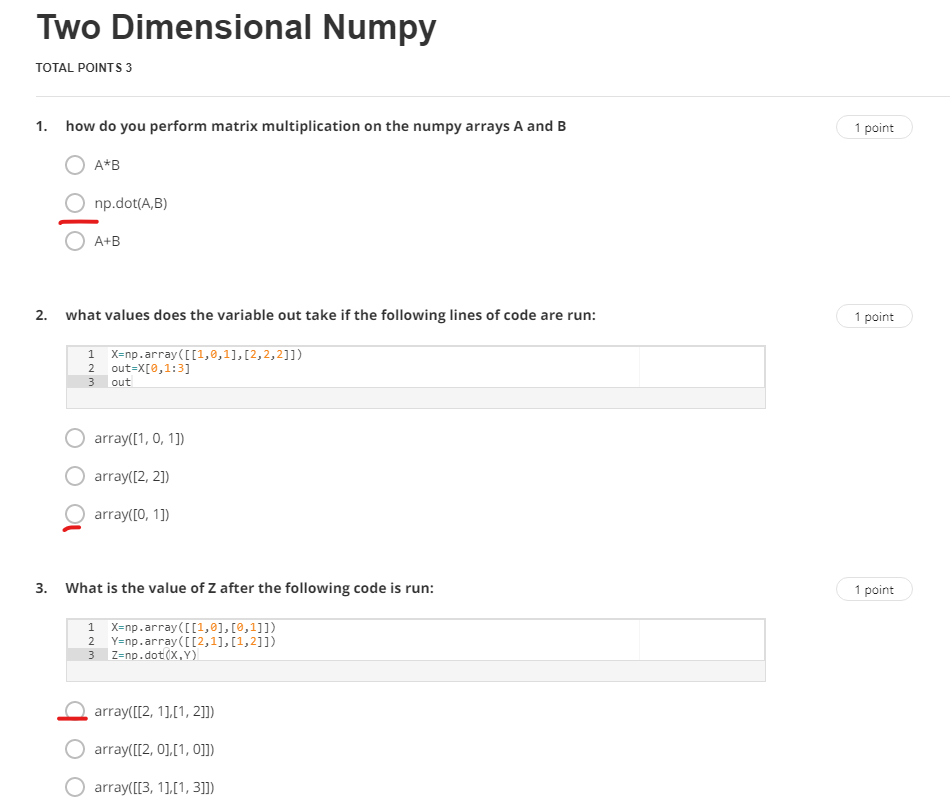 Two Dimensional Numpy
TOTAL POINTS 3
1. how do you perform matrix multiplication on the numpy arrays A and B
1 point
A*B
np.dot(A,B)
A+B
2. what values does the variable out take if the following lines of code are run:
1 point
1 X=np.array([[1,0,1],[2,2,2]])
2 out=X[0,1:3]
3 out
array([1, 0, 1])
array([2, 2])
array([0, 1])
3. What is the value of Z after the following code is run:
1 point
1 X=np.array([[1,0],[0,1]])
2 Y=np.array([[2,1],[1,2]])
3 Z=np.dot(X,Y)
array([[2, 1],[1, 2]])
array([[2, 0],[1, 0]])
array([[3, 1],[1, 3]])